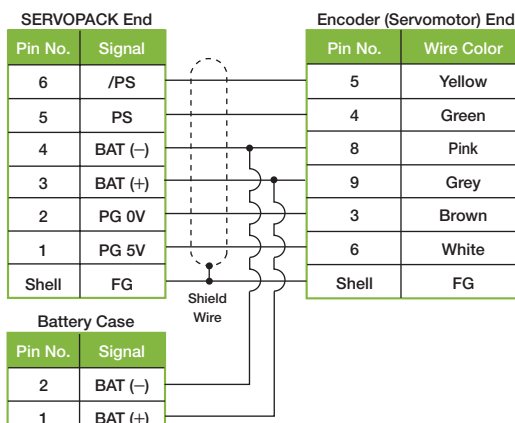 SERVOPACK End Encoder (Servomotor) End
Pin No. Signal Pin No. Wire Color
6 /PS 5 Yellow
5 PS 4 Green
4 BAT (−) 8 Pink
3 BAT (+) 9 Grey
2 PG 0V 3 Brown
1 PG 5V 6 White
Shell FG Shell FG
Shield
Wire
Battery Case
Pin No. Signal
2 BAT (−)
1 BAT (+)